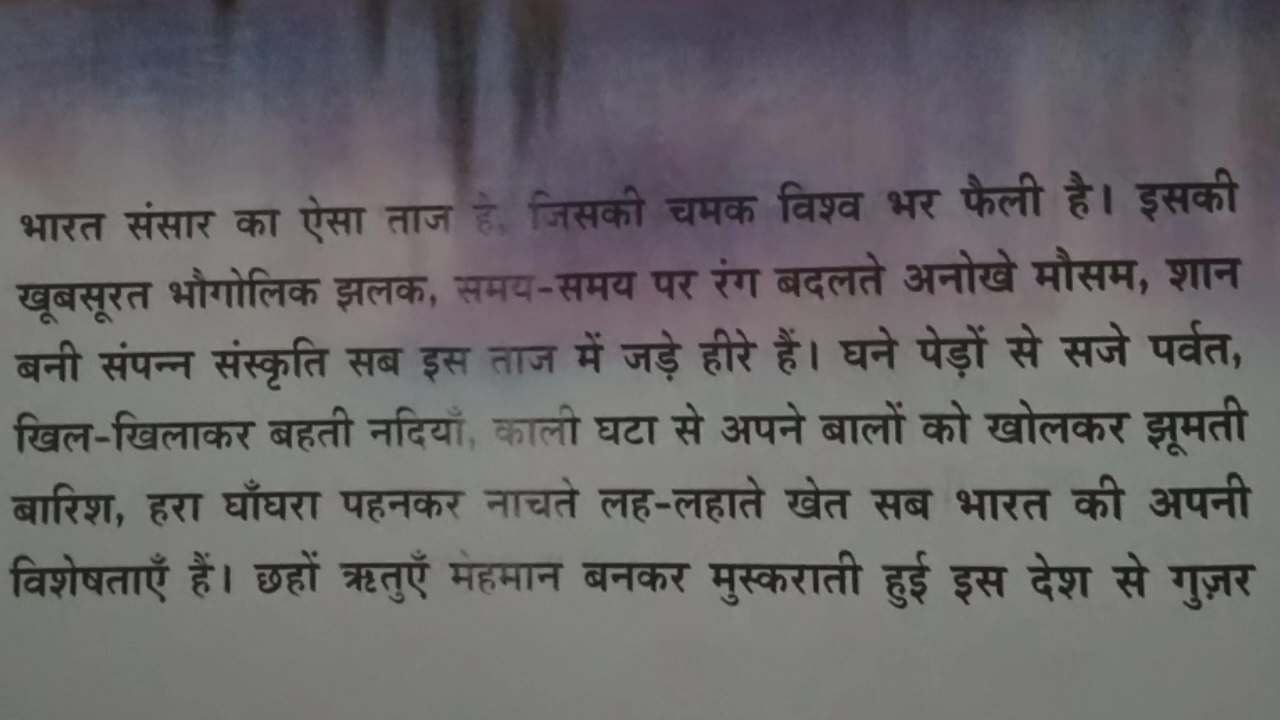 भारत संसार का ऐसा ताज है, जिसकी चमक विश्व भर फैली है। इसकी
खूबसूरत भौगोलिक झलक, समय-समय पर रंग बदलते अनोखे मौसम, शान
बनी संपन्न संस्कृति सब इस ताज में जड़े हीरे हैं। घने पेड़ों से सजे पर्वत,
खिल-खिलाकर बहती नदियाँ, काली घटा से अपने बालों को खोलकर झूमती
बारिश, हरा घाँघरा पहनकर नाचते लह-लहाते खेत सब भारत की अपनी
विशेषताएँ हैं। छहों ऋतुएँ मेहमान बनकर मुस्कराती हुई इस देश से गुज़र